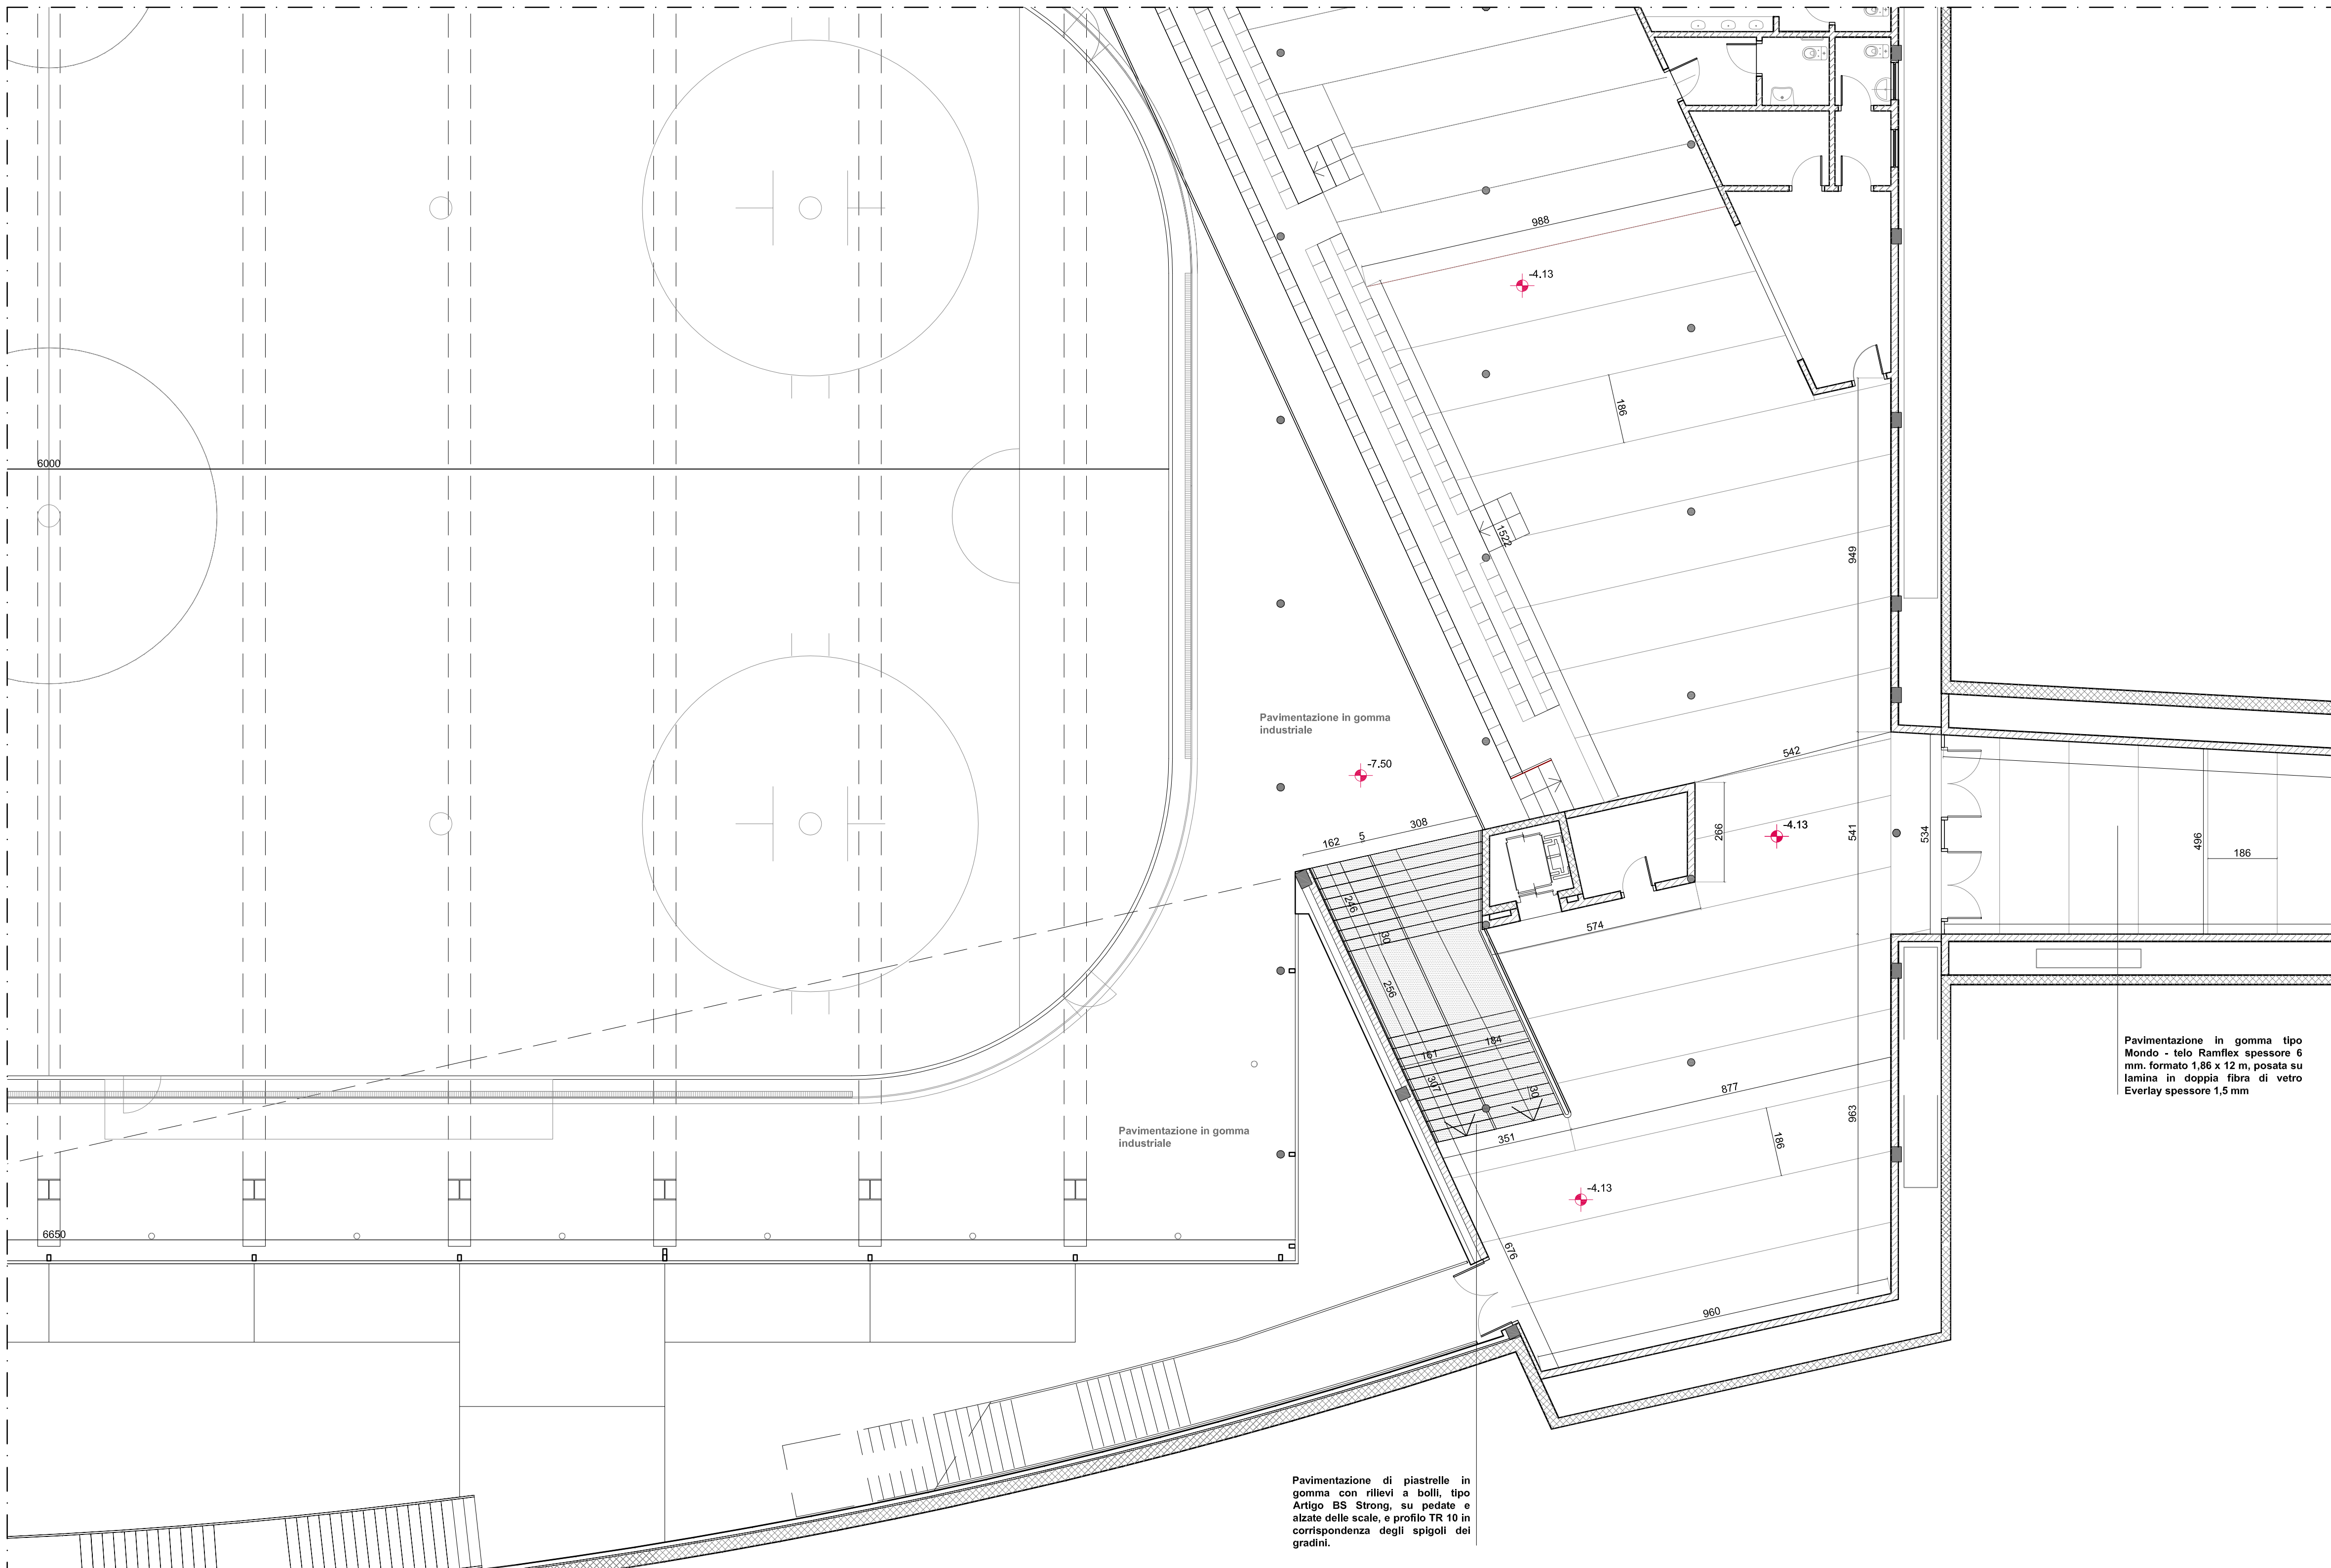 988
-4.13
186
6000
1522
949
Pavimentazione in gomma
industriale
-7.50
542
308
5
162
266
-4.13
541
534
496
186
246
30
574
256
184
161
307
30
877
963
186
351
Pavimentazione in gomma tipo
Mondo - telo Ramflex spessore 6
mm. formato 1,86 x 12 m, posata su
lamina in doppia fibra di vetro
Everlay spessore 1,5 mm
Pavimentazione in gomma
industriale
-4.13
6650
676
960
Pavimentazione di piastrelle in
gomma con rilievi a bolli, tipo
Artigo BS Strong, su pedate e
alzate delle scale, e profilo TR 10 in
corrispondenza degli spigoli dei
gradini.